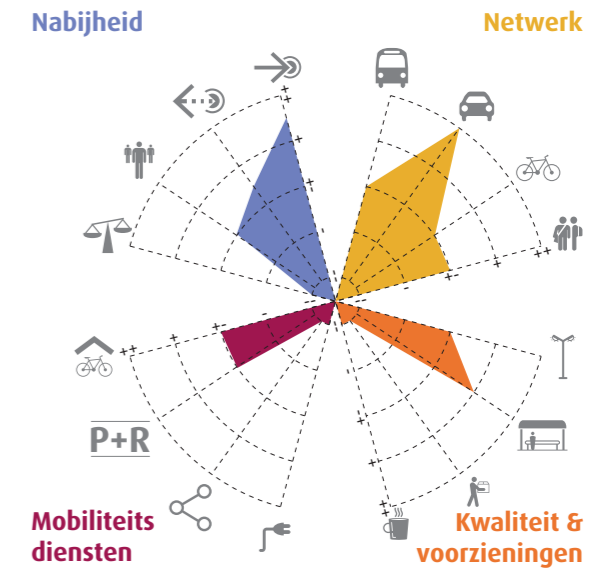 Nabijheid
Netwerk
P+R
Mobiliteits
diensten
Kwaliteit &
voorzieningen